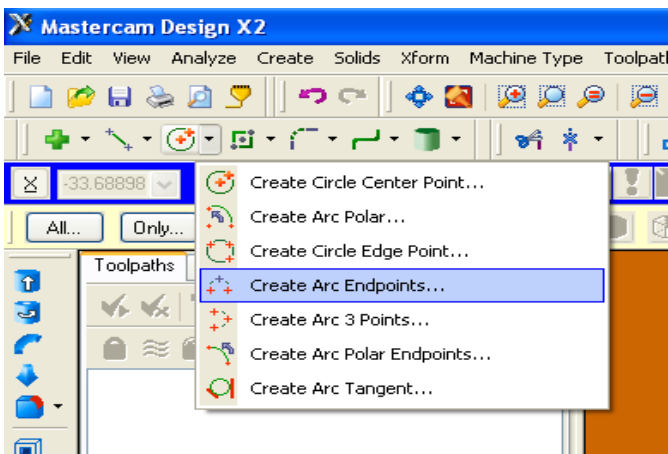 Mastercam Design X2
File Edit View Analyze Create Solids Xform Machine Type Toolpat
X -33.68898
Create Circle Center Point...
Create Arc Polar...
All... Only...
Create Circle Edge Point...
Toolpaths
Create Arc Endpoints...
Create Arc 3 Points...
Create Arc Polar Endpoints...
Create Arc Tangent...